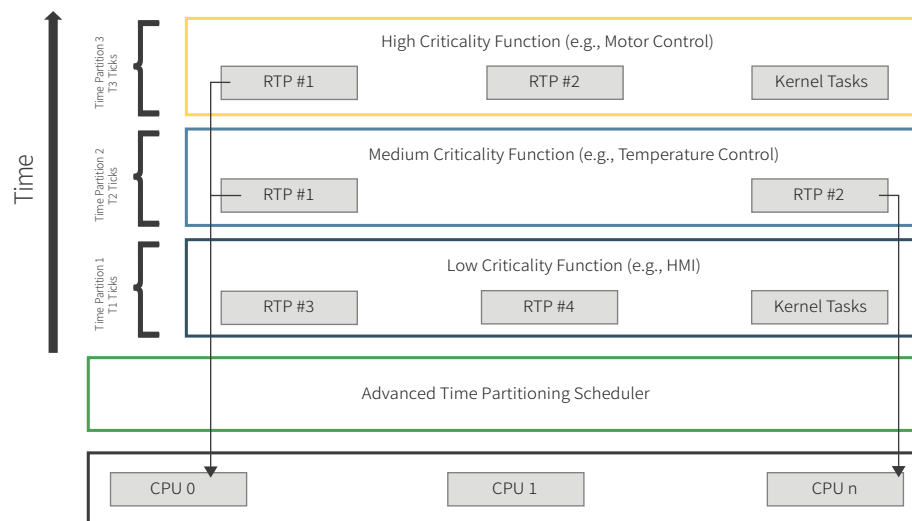 Time
Time Partition 3
T3 Ticks
High Criticality Function (e.g., Motor Control)
RTP #1
RTP #2
Kernel Tasks
Time Partition 2
T2 Ticks
Medium Criticality Function (e.g., Temperature Control)
RTP #1
RTP #2
Time Partition 1
T1 Ticks
Low Criticality Function (e.g., HMI)
RTP #3
RTP #4
Kernel Tasks
Advanced Time Partitioning Scheduler
CPU 0
CPU 1
CPU n